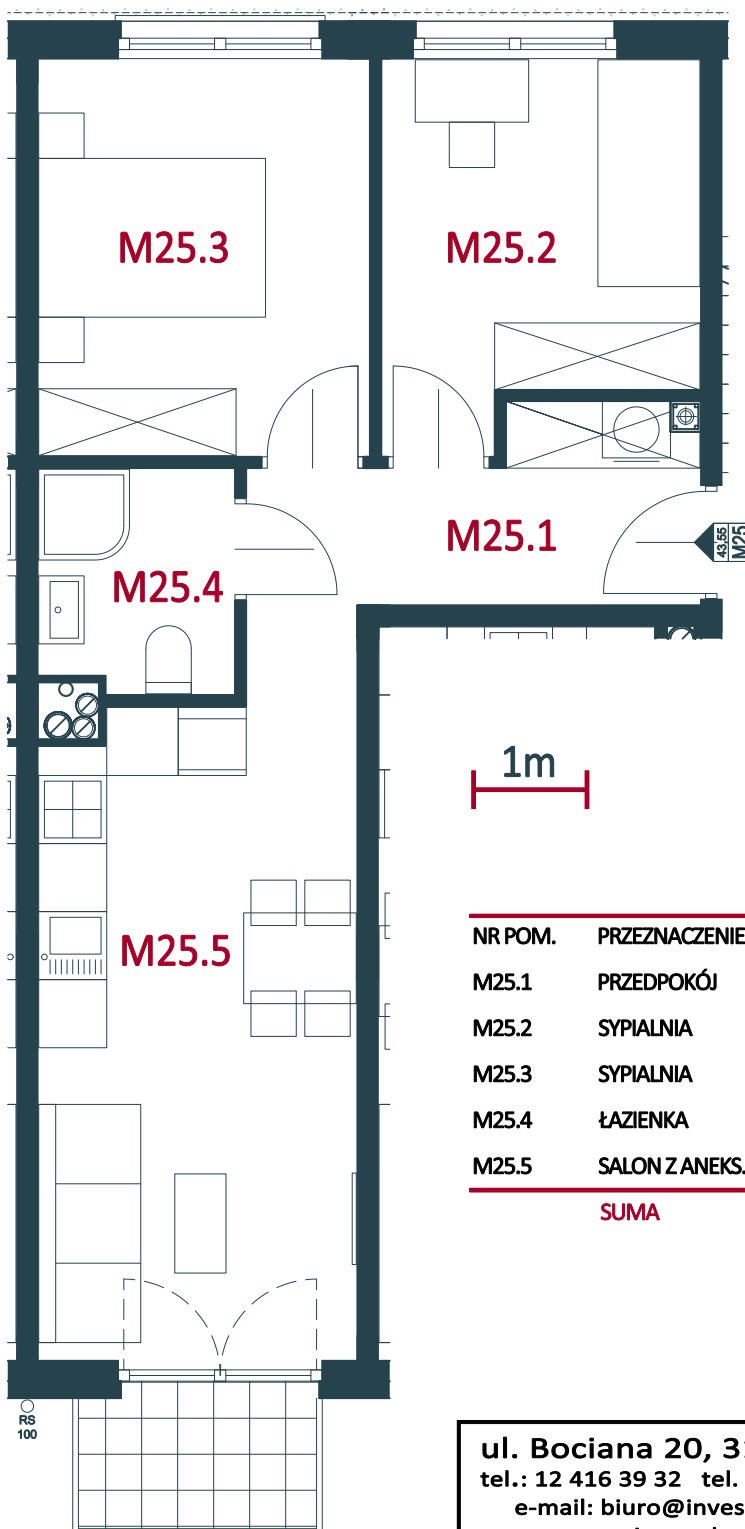 M25.3
M25.2
M25.1
43,55
M25
M25.4
1m
M25.5
NR POM. PRZEZNACZENIE
M25.1 PRZEDPOKÓJ
M25.2 SYPIALNIA
M25.3 SYPIALNIA
M25.4 ŁAZIENKA
M25.5 SALON Z ANEKS.
SUMA
RS
100
ul. Bociana 20, 31
tel.: 12 416 39 32 tel.
e-mail: biuro@inves